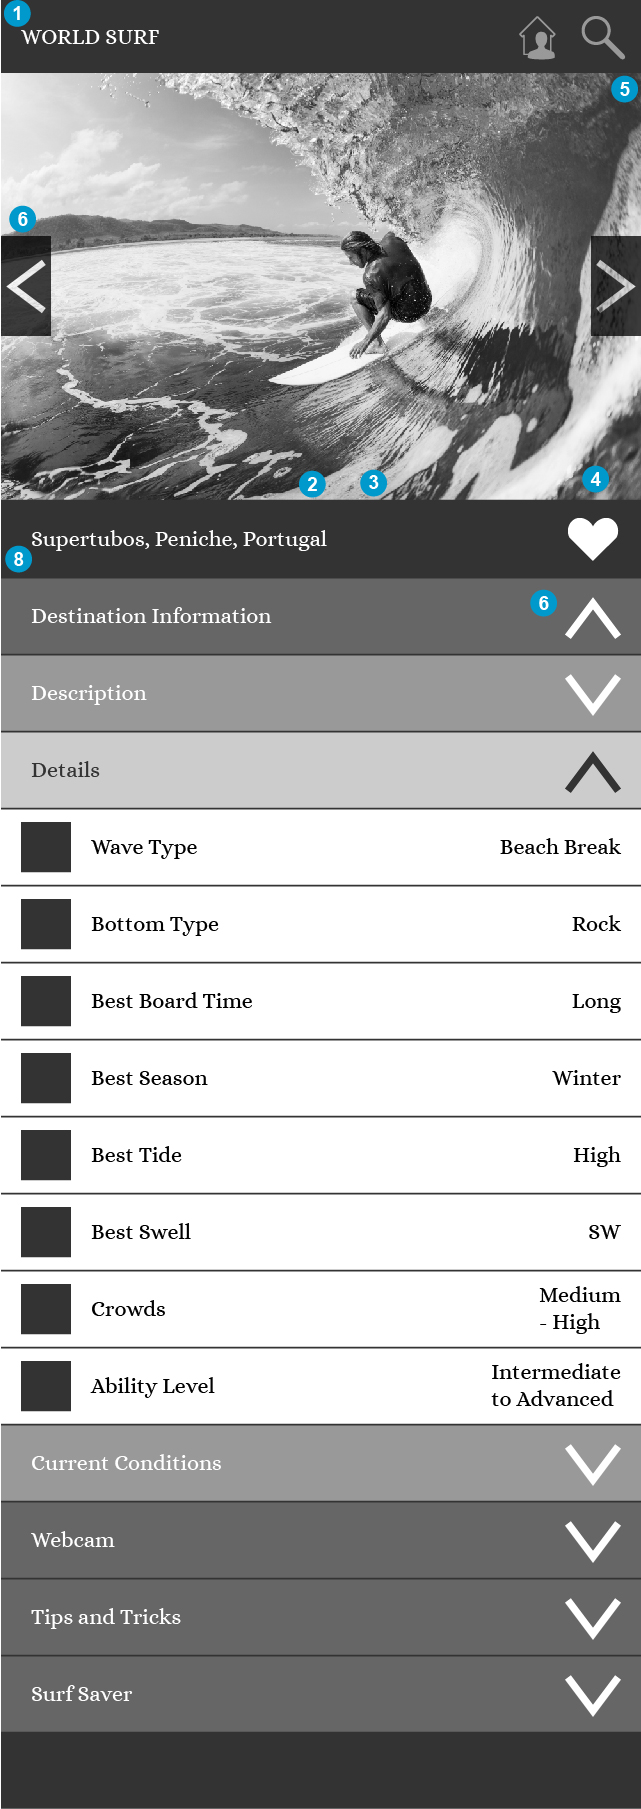 1
WORLD SURF
5
6
2
3
4
Supertubos, Peniche, Portugal
8
Destination Information
6
Description
Details
Wave Type
Beach Break
Bottom Type
Rock
Best Board Time
Long
Best Season
Winter
Best Tide
High
Best Swell
SW
Crowds
Medium
- High
Ability Level
Intermediate
to Advanced
Current Conditions
Webcam
Tips and Tricks
Surf Saver